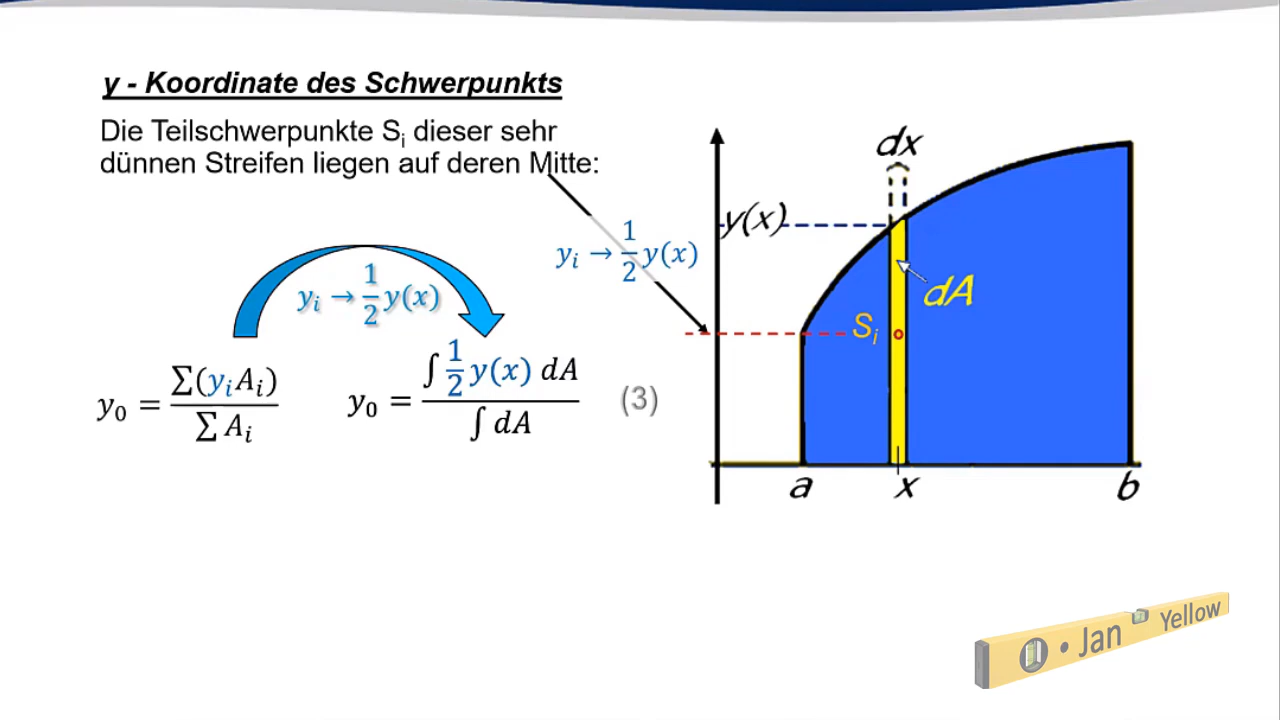 y - Koordinate des Schwerpunkts
Die Teilschwerpunkte Sᵢ dieser sehr
dünnen Streifen liegen auf deren Mitte:
yᵢ → 1/2 y(x)
yᵢ → 1/2 y(x)
y₀ = ∑(yᵢAᵢ) / ∑ Aᵢ
y₀ = ∫ 1/2 y(x) dA / ∫ dA
(3)
dx
y(x)
dA
Sᵢ
a
x
b
Jan Yellow